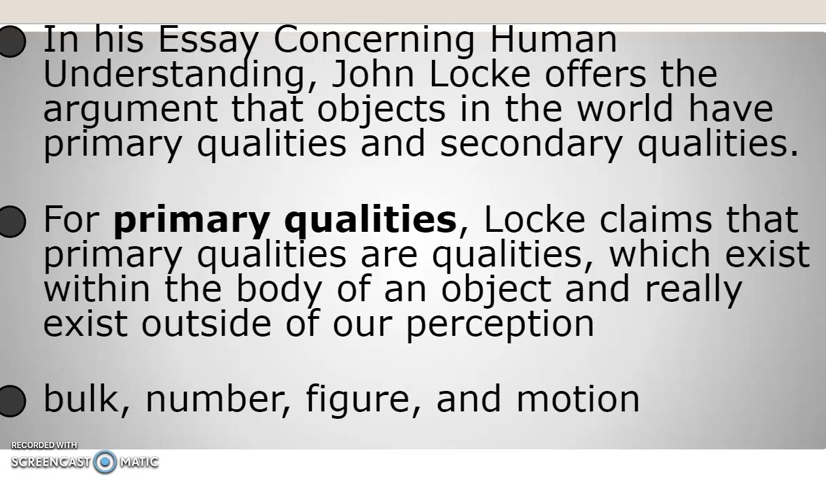 In his Essay Concerning Human
Understanding, John Locke offers the
argument that objects in the world have
primary qualities and secondary qualities.
For primary qualities, Locke claims that
primary qualities are qualities, which exist
within the body of an object and really
exist outside of our perception
bulk, number, figure, and motion
RECORDED WITH
SCREENCAST MATIC